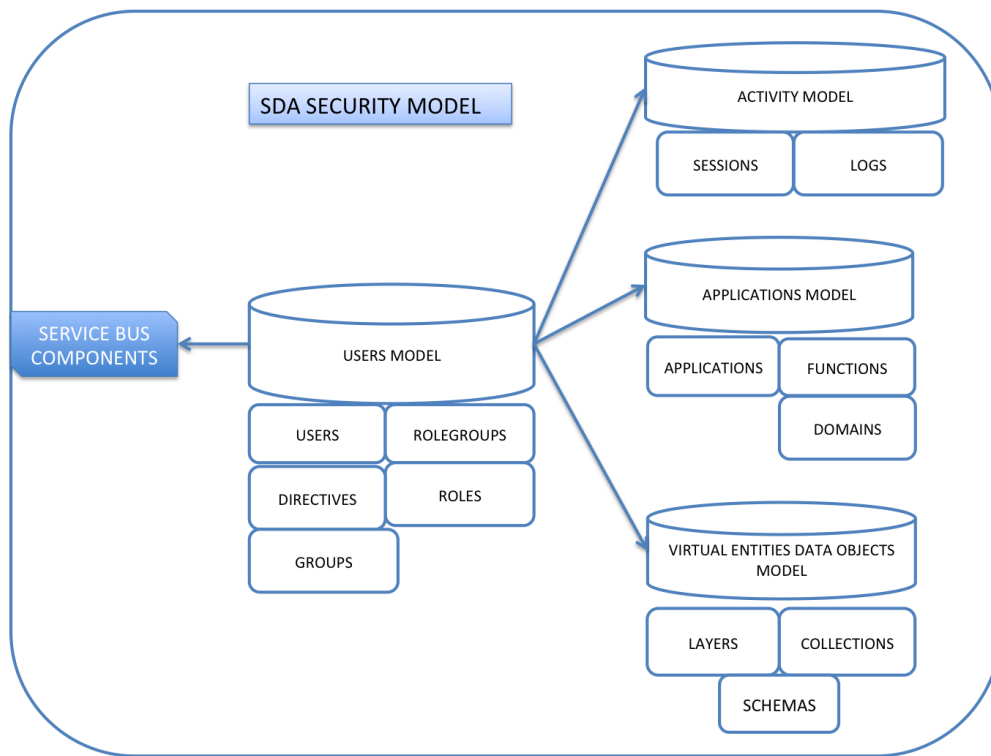 SDA SECURITY MODEL
ACTIVITY MODEL
SESSIONS
LOGS
APPLICATIONS MODEL
APPLICATIONS
FUNCTIONS
DOMAINS
SERVICE BUS
COMPONENTS
USERS MODEL
USERS
ROLEGROUPS
DIRECTIVES
ROLES
GROUPS
VIRTUAL ENTITIES DATA OBJECTS
MODEL
LAYERS
COLLECTIONS
SCHEMAS